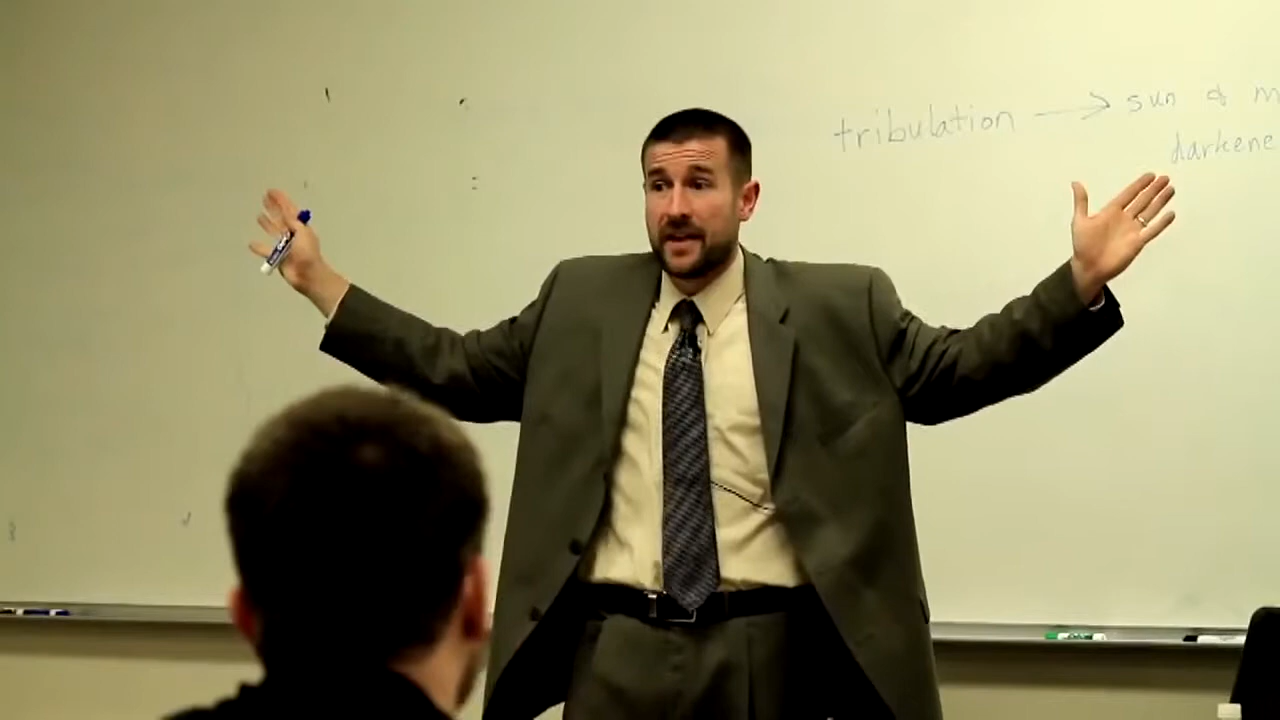 tribulation → sun & m
darkene